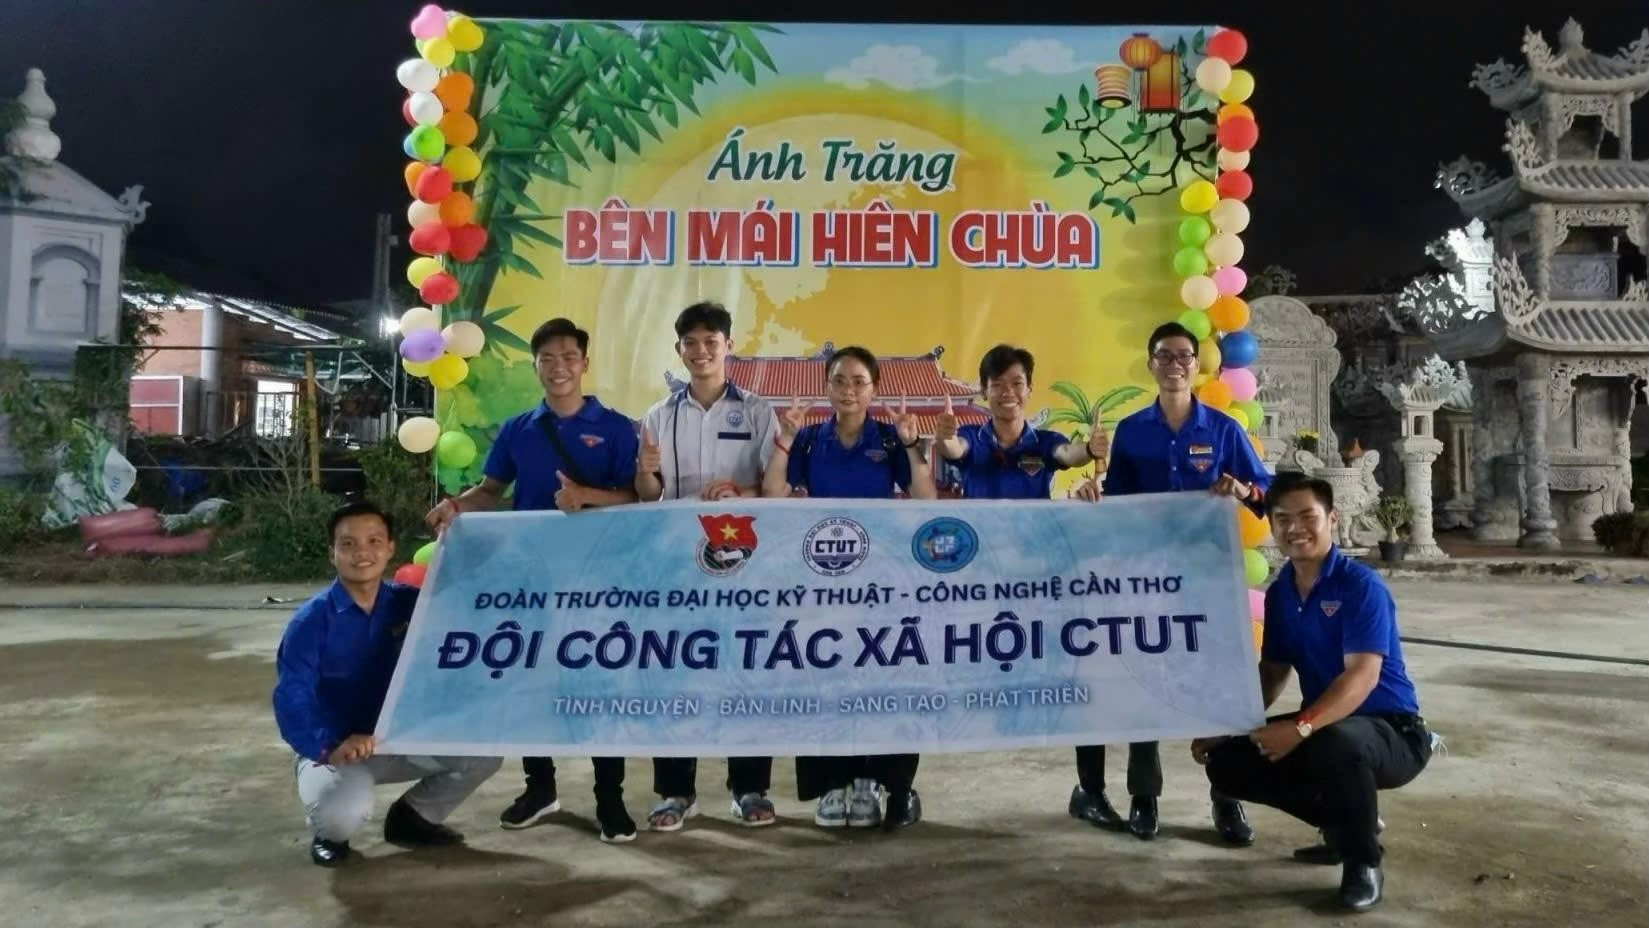 Ánh Trăng
BÊN MÁI HIÊN CHÙA
CTUT
ĐOÀN TRƯỜNG ĐẠI HỌC KỸ THUẬT - CÔNG NGHỆ CẦN THƠ
ĐỘI CÔNG TÁC XÃ HỘI CTUT
TÌNH NGUYỆN - BẢN LĨNH - SÁNG TẠO - PHÁT TRIỂN